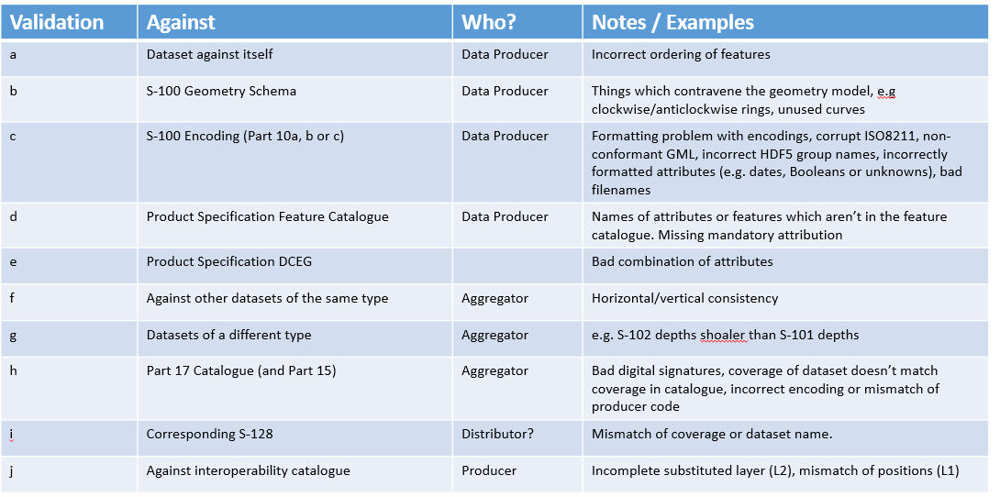 Validation Against Who? Notes / Examples
a Dataset against itself Data Producer Incorrect ordering of features
b S-100 Geometry Schema Data Producer Things which contravene the geometry model, e.g
clockwise/anticlockwise rings, unused curves
c S-100 Encoding (Part 10a, b or c) Data Producer Formatting problem with encodings, corrupt ISO8211, non-
conformant GML, incorrect HDF5 group names, incorrectly
formatted attributes (e.g. dates, Booleans or unknowns), bad
filenames
d Product Specification Feature Catalogue Data Producer Names of attributes or features which aren’t in the feature
catalogue. Missing mandatory attribution
e Product Specification DCEG Bad combination of attributes
f Against other datasets of the same type Aggregator Horizontal/vertical consistency
g Datasets of a different type Aggregator e.g. S-102 depths shoaler than S-101 depths
h Part 17 Catalogue (and Part 15) Aggregator Bad digital signatures, coverage of dataset doesn’t match
coverage in catalogue, incorrect encoding or mismatch of
producer code
i Corresponding S-128 Distributor? Mismatch of coverage or dataset name.
j Against interoperability catalogue Producer Incomplete substituted layer (L2), mismatch of positions (L1)